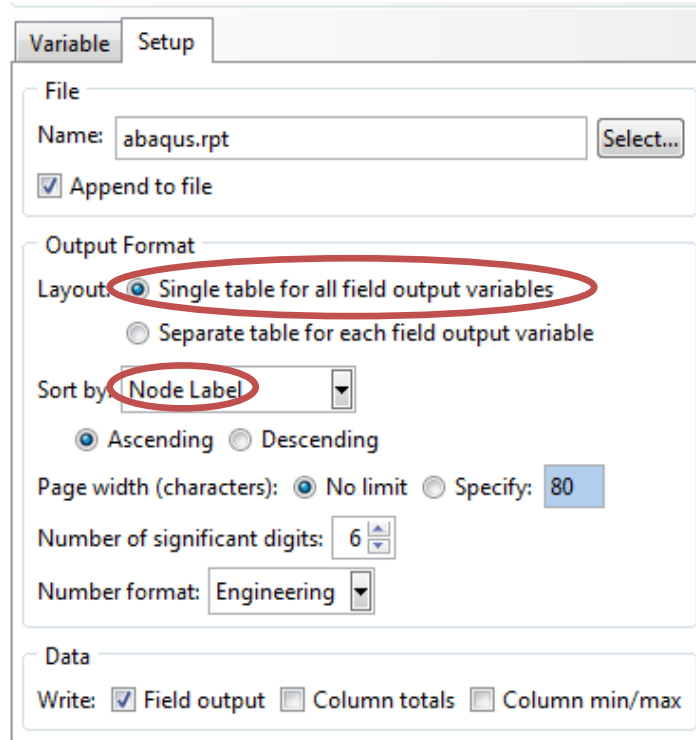 Variable Setup
File
Name: abaqus.rpt Select...
Append to file
Output Format
Layout: Single table for all field output variables
Separate table for each field output variable
Sort by: Node Label
Ascending Descending
Page width (characters): No limit Specify: 80
Number of significant digits: 6
Number format: Engineering
Data
Write: Field output Column totals Column min/max